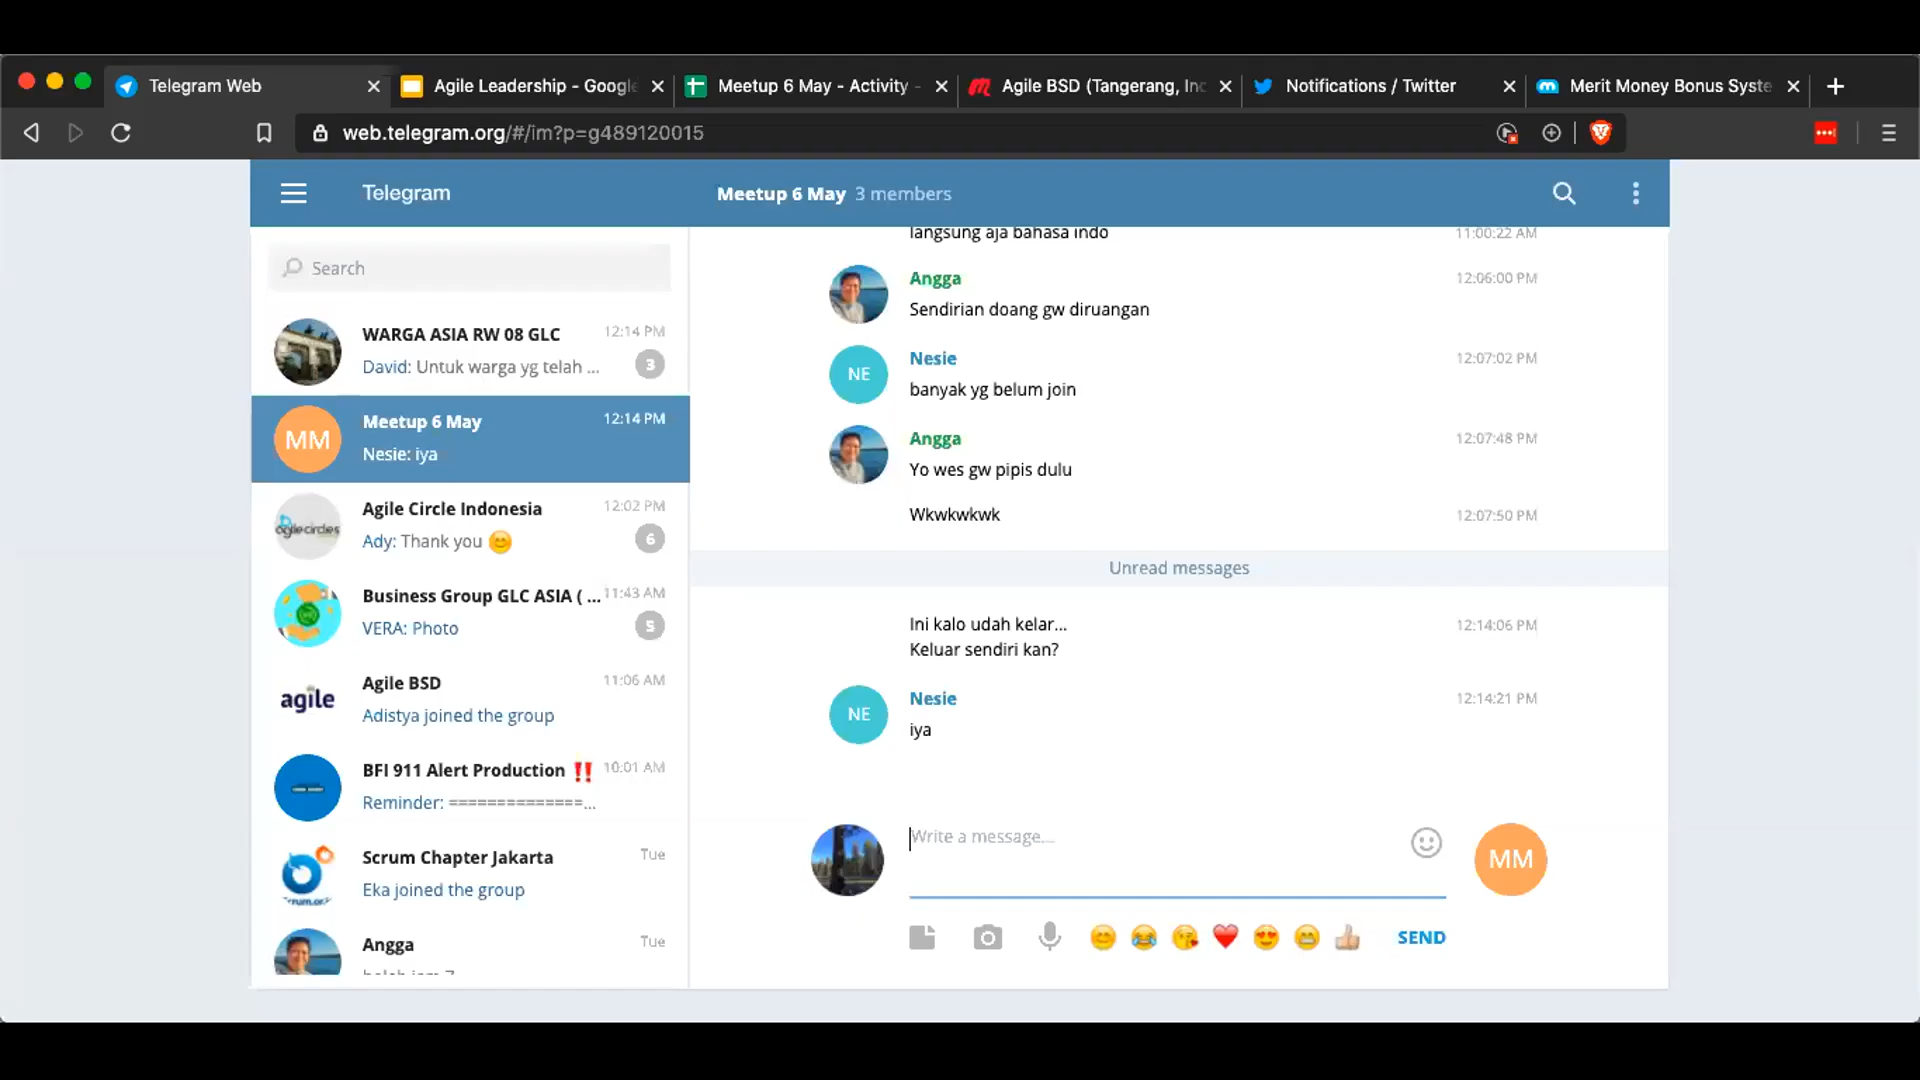 Telegram Web
Agile Leadership - Google
Meetup 6 May - Activity -
Agile BSD (Tangerang, Inc
Notifications / Twitter
Merit Money Bonus Syste
web.telegram.org/#/im?p=g489120015
Telegram
Meetup 6 May 3 members
Search
WARGA ASIA RW 08 GLC 12:14 PM
David: Untuk warga yg telah ... 3
MM
Meetup 6 May 12:14 PM
Nesie: iya
agilecircles
Agile Circle Indonesia 12:02 PM
Ady: Thank you 😊 6
Business Group GLC ASIA ( ... 11:43 AM
VERA: Photo 5
agile
Agile BSD 11:06 AM
Adistya joined the group
BFI 911 Alert Production ‼️ 10:01 AM
Reminder: ==============...
Scrum Chapter Jakarta Tue
Eka joined the group
Angga Tue
langsung aja bahasa indo 11:00:22 AM
Angga 12:06:00 PM
Sendirian doang gw diruangan
NE
Nesie 12:07:02 PM
banyak yg belum join
Angga 12:07:48 PM
Yo wes gw pipis dulu
Wkwkwkwk 12:07:50 PM
Unread messages
Ini kalo udah kelar... 12:14:06 PM
Keluar sendiri kan?
NE
Nesie 12:14:21 PM
iya
Write a message...
MM
SEND